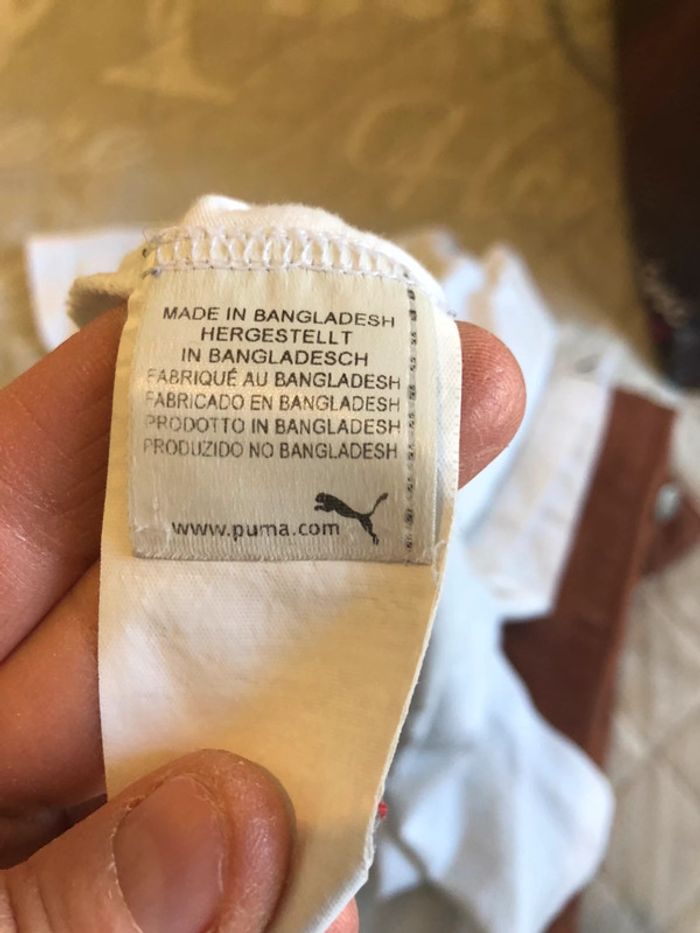 MADE IN BANGLADESH
HERGESTELLT
IN BANGLADESCH
FABRIQUÉ AU BANGLADESH
FABRICADO EN BANGLADESH
PRODOTTO IN BANGLADESH
PRODUZIDO NO BANGLADESH
www.puma.com